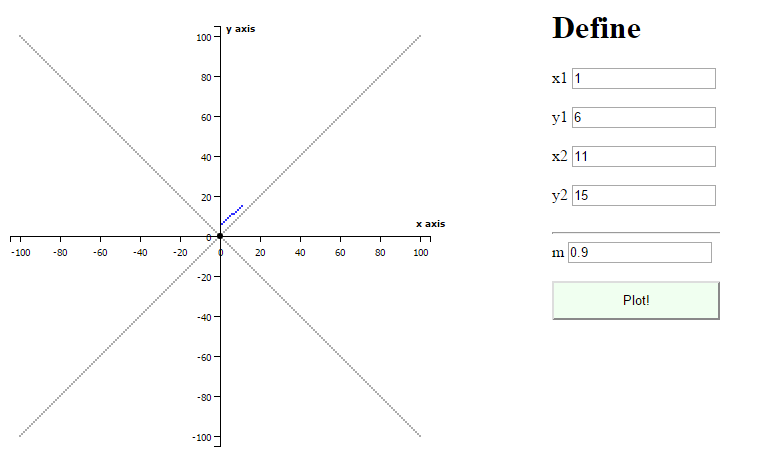 y axis
100
80
60
40
20
0
x axis
-100 -80 -60 -40 -20 0 20 40 60 80 100
-20
-40
-60
-80
-100
Define
x1 1
y1 6
x2 11
y2 15
m 0.9
Plot!